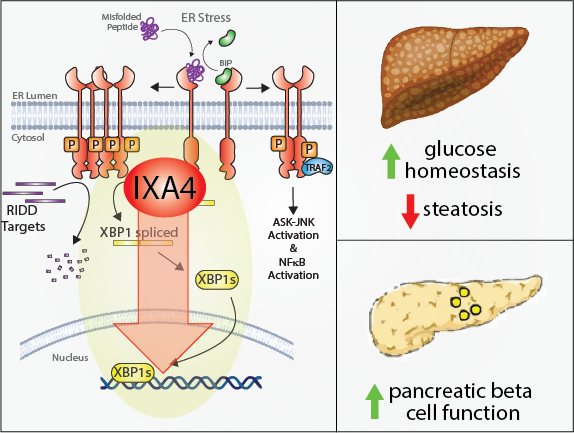 Misfolded
Peptide
ER Stress
BIP
ER Lumen
Cytosol
P
P
P
P
P
P
TRAF2
IXA4
RIDD
Targets
XBP1 spliced
ASK-JNK
Activation
&
NFκB
Activation
XBP1s
Nucleus
XBP1s
glucose
homeostasis
steatosis
pancreatic beta
cell function